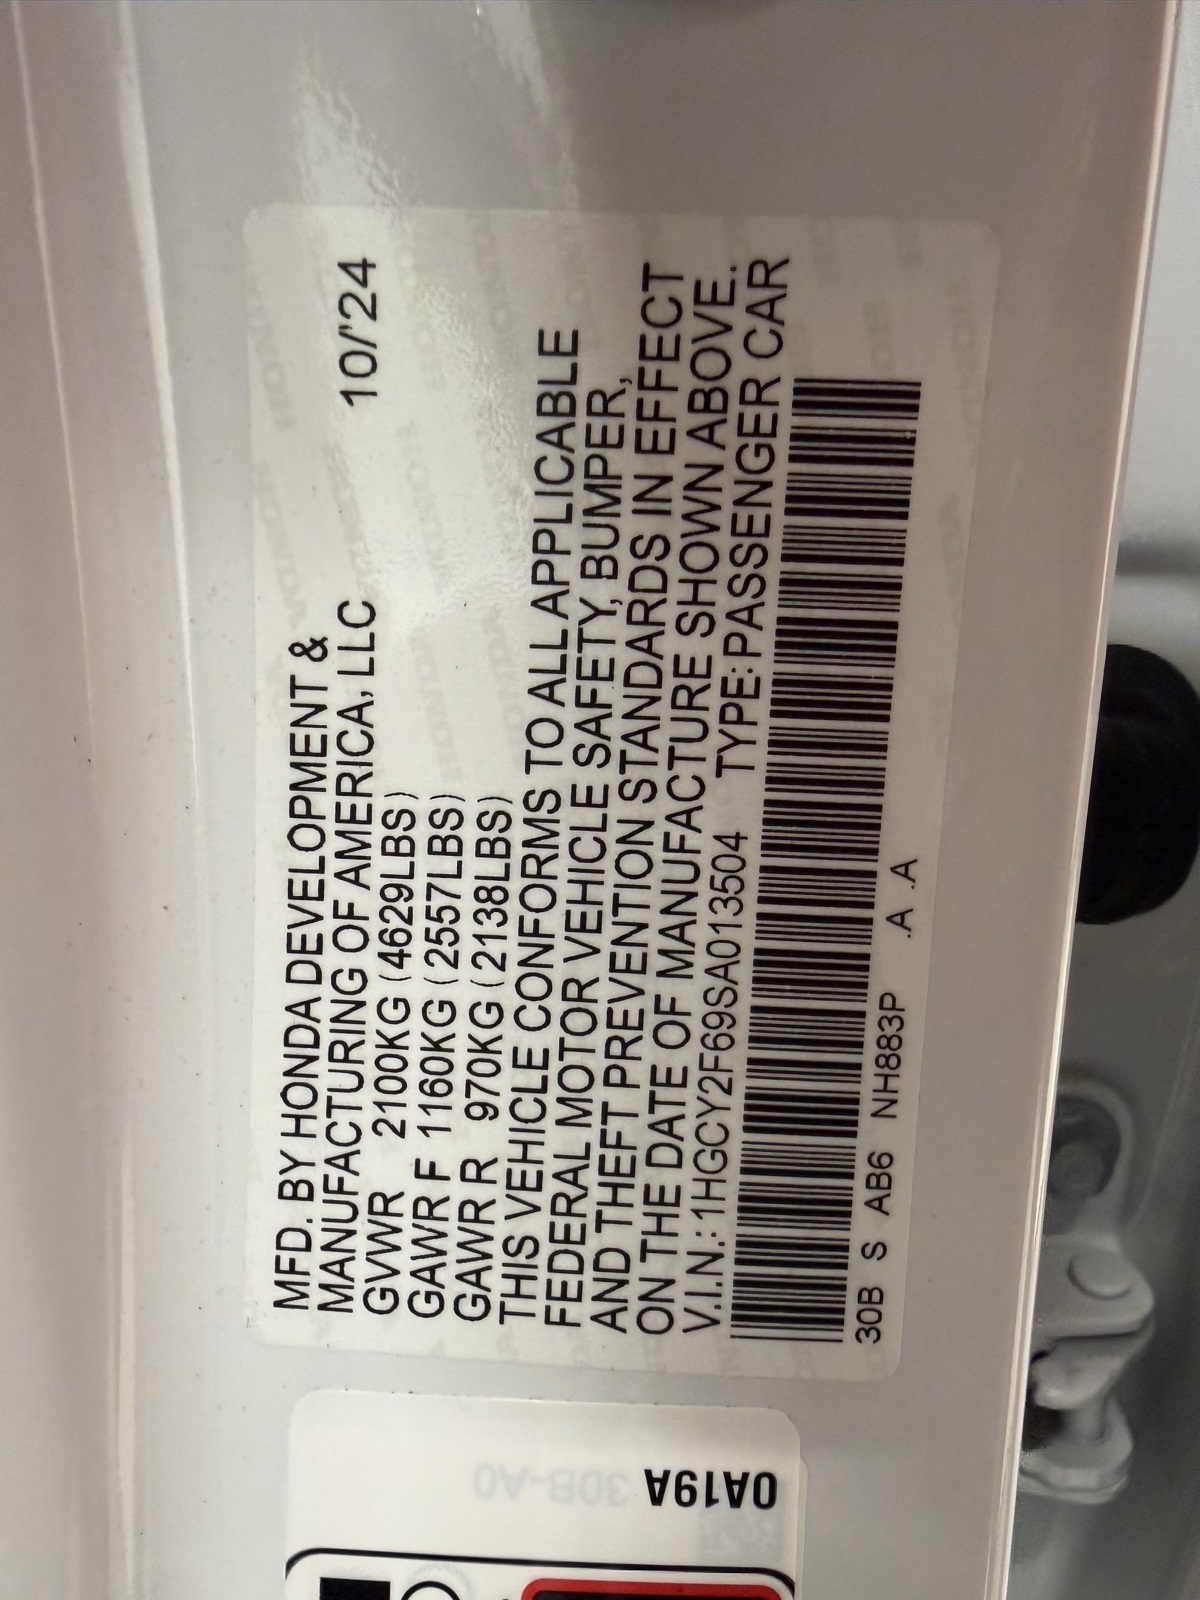 MFD. BY HONDA DEVELOPMENT &
MANUFACTURING OF AMERICA, LLC 10/'24
GVWR 2100KG (4629LBS)
GAWR F 1160KG (2557LBS)
GAWR R 970KG (2138LBS)
THIS VEHICLE CONFORMS TO ALL APPLICABLE
FEDERAL MOTOR VEHICLE SAFETY, BUMPER,
AND THEFT PREVENTION STANDARDS IN EFFECT
ON THE DATE OF MANUFACTURE SHOWN ABOVE.
V.I.N.: 1HGCY2F69SA013504 TYPE: PASSENGER CAR
30B S AB6 NH883P .A .A
0A19A
30B-A0